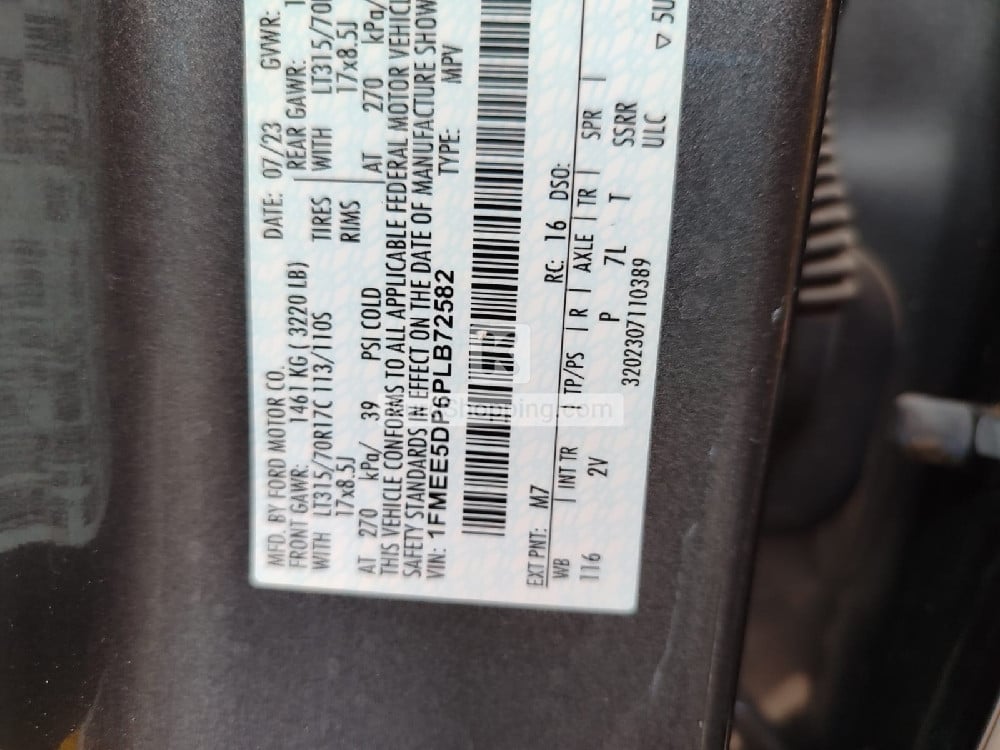 MFD. BY FORD MOTOR CO.
DATE: 07/23
GVWR:
FRONT GAWR: 1461 KG ( 3220 LB)
REAR GAWR:
WITH LT315/70R17C 113/110S
TIRES WITH LT315/70
17x8.5J
RIMS 17x8.5J
AT 270 kPa/ 39 PSI COLD
AT 270 kPa/
THIS VEHICLE CONFORMS TO ALL APPLICABLE FEDERAL MOTOR
SAFETY STANDARDS IN EFFECT ON THE DATE OF MANUFACTURE
VIN: 1FMEE5DP6PLB72582
TYPE: MPV
EXT PNT: M7 RC: 16 DSO:
WB INT TR TP/PS R AXLE TR SPR
116 2V P 7L T SSRR
3202307110389 ULC
▽ 5U
Shopping.com